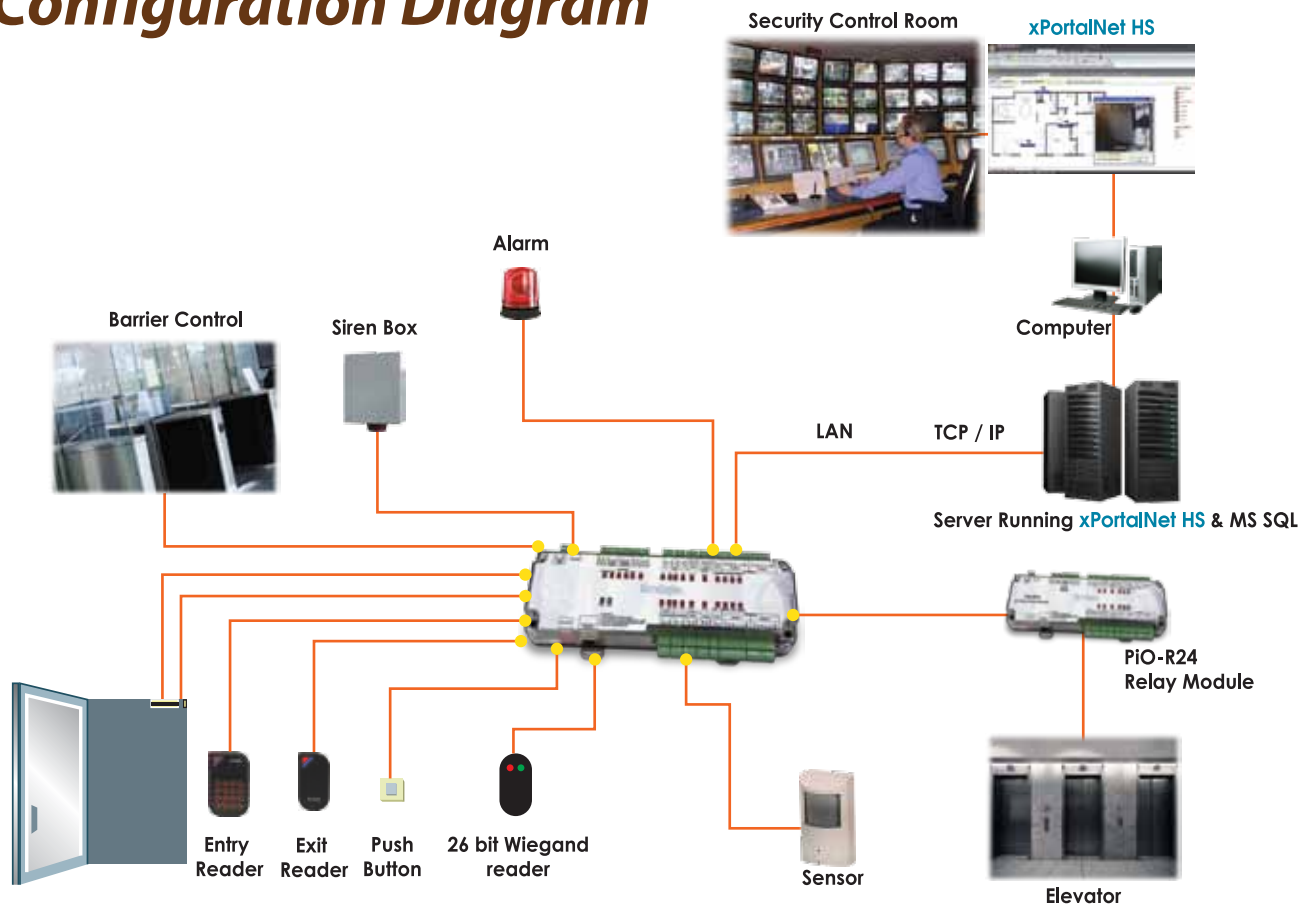 Configuration Diagram
Security Control Room
xPortalNet HS
Alarm
Barrier Control
Siren Box
Computer
LAN
TCP / IP
Server Running xPortalNet HS & MS SQL
PiO-R24
Relay Module
Entry
Reader
Exit
Reader
Push
Button
26 bit Wiegand
reader
Sensor
Elevator